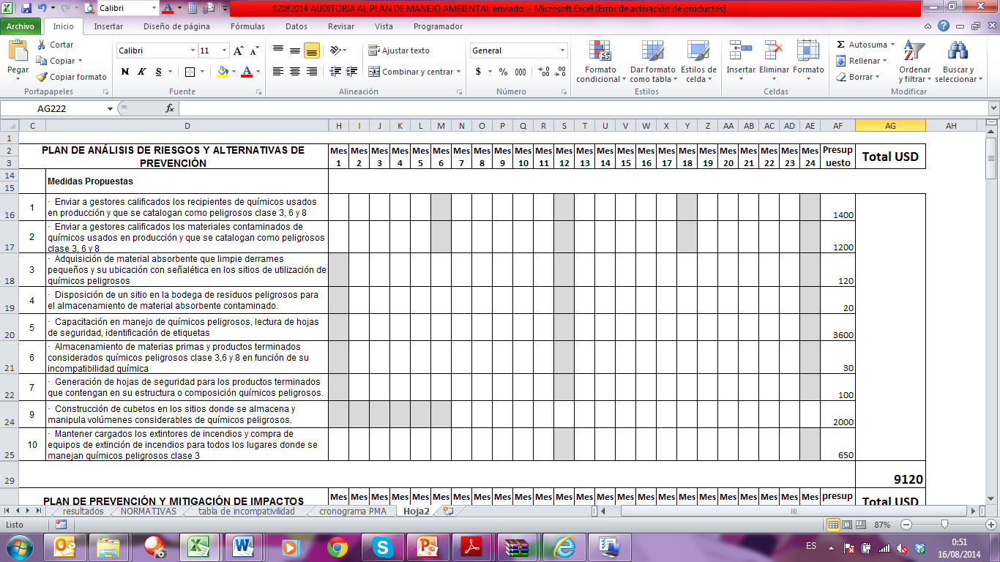 Calibri
02082014 AUDITORIA AL PLAN DE MANEJO AMBIENTAL enviado - Microsoft Excel (Error de activación de productos)
Archivo Inicio Insertar Diseño de página Fórmulas Datos Revisar Vista Programador
Pegar
Cortar
Copiar
Copiar formato
Portapapeles
Calibri 11
N K S
Fuente
Ajustar texto
Combinar y centrar
Alineación
General
$ % 000
Número
Formato condicional
Dar formato como tabla
Estilos de celda
Estilos
Insertar Eliminar Formato
Celdas
Autosuma
Rellenar
Borrar
Ordenar y filtrar
Buscar y seleccionar
Modificar
AG222 fx
C D H I J K L M N O P Q R S T U V W X Y Z AA AB AC AD AE AF AG AH
1
2 PLAN DE ANÁLISIS DE RIESGOS Y ALTERNATIVAS DE Mes Mes Mes Mes Mes Mes Mes Mes Mes Mes Mes Mes Mes Mes Mes Mes Mes Mes Mes Mes Mes Mes Mes Mes Presup Total USD
3 PREVENCIÓN 1 2 3 4 5 6 7 8 9 10 11 12 13 14 15 16 17 18 19 20 21 22 23 24 uesto
14
Medidas Propuestas
15
· Enviar a gestores calificados los recipientes de químicos usados
1
en producción y que se catalogan como peligrosos clase 3, 6 y 8
16 1400
· Enviar a gestores calificados los materiales contaminados de
2 químicos usados en producción y que se catalogan como peligrosos
clase 3, 6 y 8
17 1200
· Adquisición de material absorbente que limpie derrames
3 pequeños y su ubicación con señalética en los sitios de utilización de
químicos peligrosos
18 120
· Disposición de un sitio en la bodega de residuos peligrosos para
4
el almacenamiento de material absorbente contaminado.
19 20
· Capacitación en manejo de químicos peligrosos, lectura de hojas
5
de seguridad, identificación de etiquetas
20 3600
· Almacenamiento de materias primas y productos terminados
6 considerados químicos peligrosos clase 3,6 y 8 en función de su
incompatibilidad química
21 30
· Generación de hojas de seguridad para los productos terminados
7
que contengan en su estructura o composición químicos peligrosos.
22 100
· Construcción de cubetos en los sitios donde se almacena y
9
manipula volúmenes considerables de químicos peligrosos.
24 2000
· Mantener cargados los extintores de incendios y compra de
10 equipos de extinción de incendios para todos los lugares donde se
manejan químicos peligrosos clase 3
25 650
29 9120
PLAN DE PREVENCIÓN Y MITIGACIÓN DE IMPACTOS Mes Mes Mes Mes Mes Mes Mes Mes Mes Mes Mes Mes Mes Mes Mes Mes Mes Mes Mes Mes Mes Mes Mes Mes presup Total USD
resultados NORMATIVAS tabla de incompativilidad cronograma PMA Hoja2
Listo 87%
ES 0:51
16/08/2014